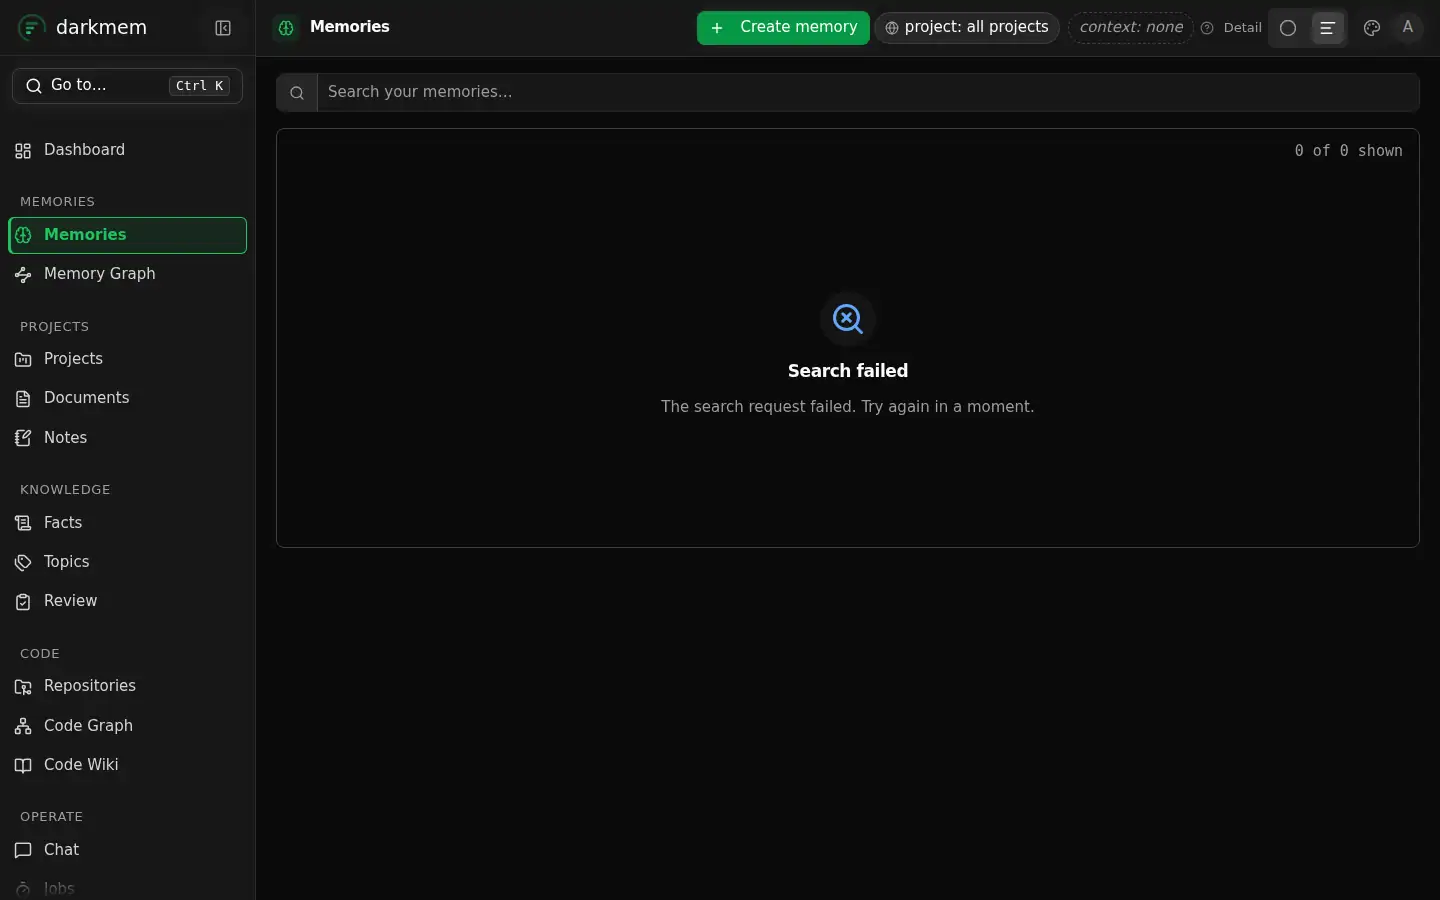 darkmem
Memories
Create memory
project: all projects
context: none
Detail
A
Go to...
Ctrl K
Search your memories...
Dashboard
0 of 0 shown
MEMORIES
Memories
Memory Graph
PROJECTS
Projects
Documents
Notes
Search failed
The search request failed. Try again in a moment.
KNOWLEDGE
Facts
Topics
Review
CODE
Repositories
Code Graph
Code Wiki
OPERATE
Chat
Jobs